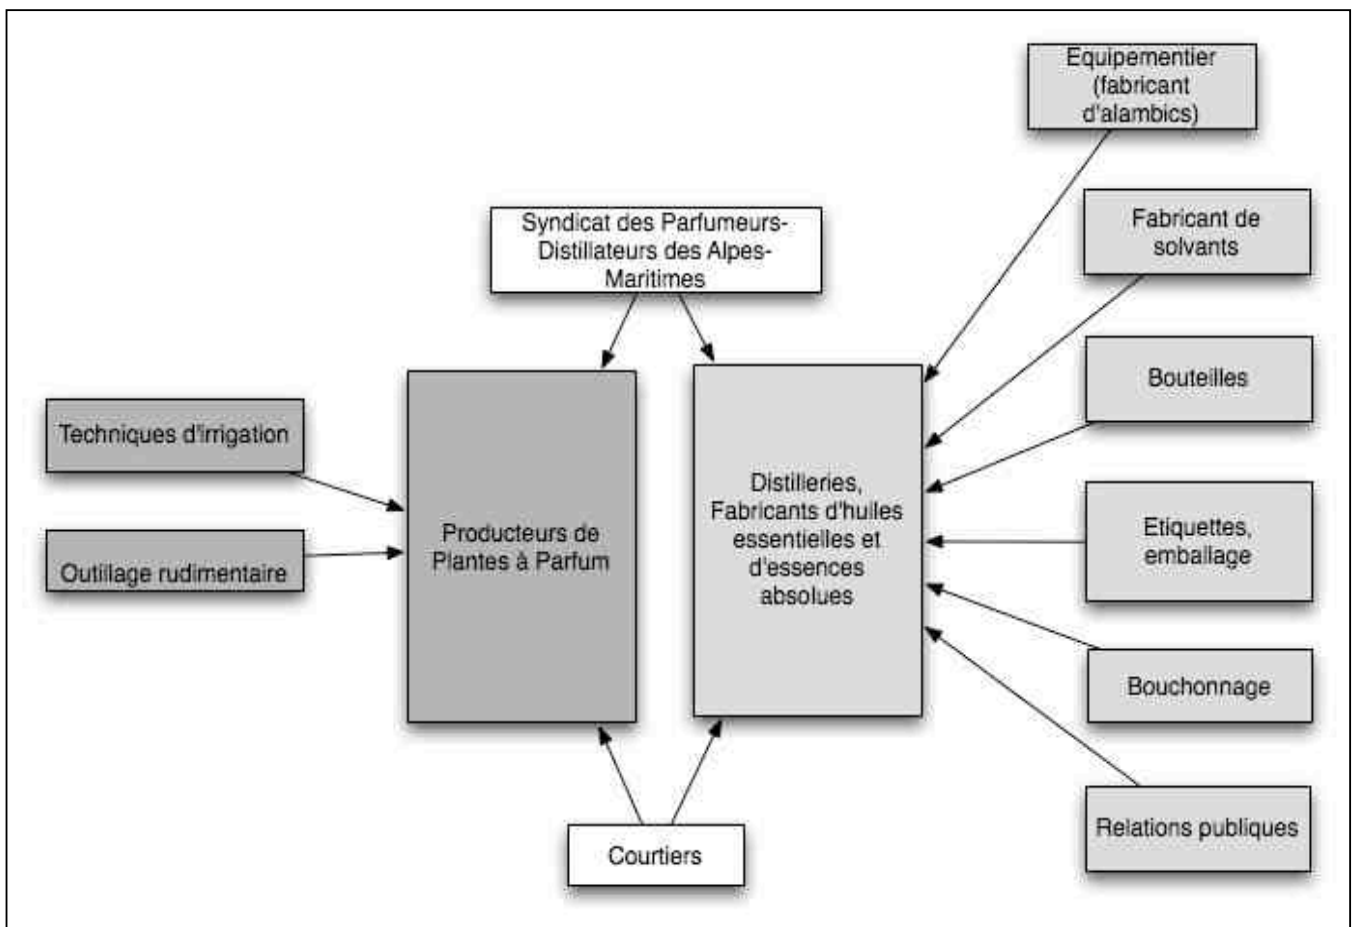 Equipementier
(fabricant
d'alambics)
Syndicat des Parfumeurs-
Distillateurs des Alpes-
Maritimes
Fabricant de
solvants
Bouteilles
Techniques d'irrigation
Outillage rudimentaire
Producteurs de
Plantes à Parfum
Distilleries,
Fabricants d'huiles
essentielles et
d'essences
absolues
Etiquettes,
emballage
Bouchonnage
Relations publiques
Courtiers